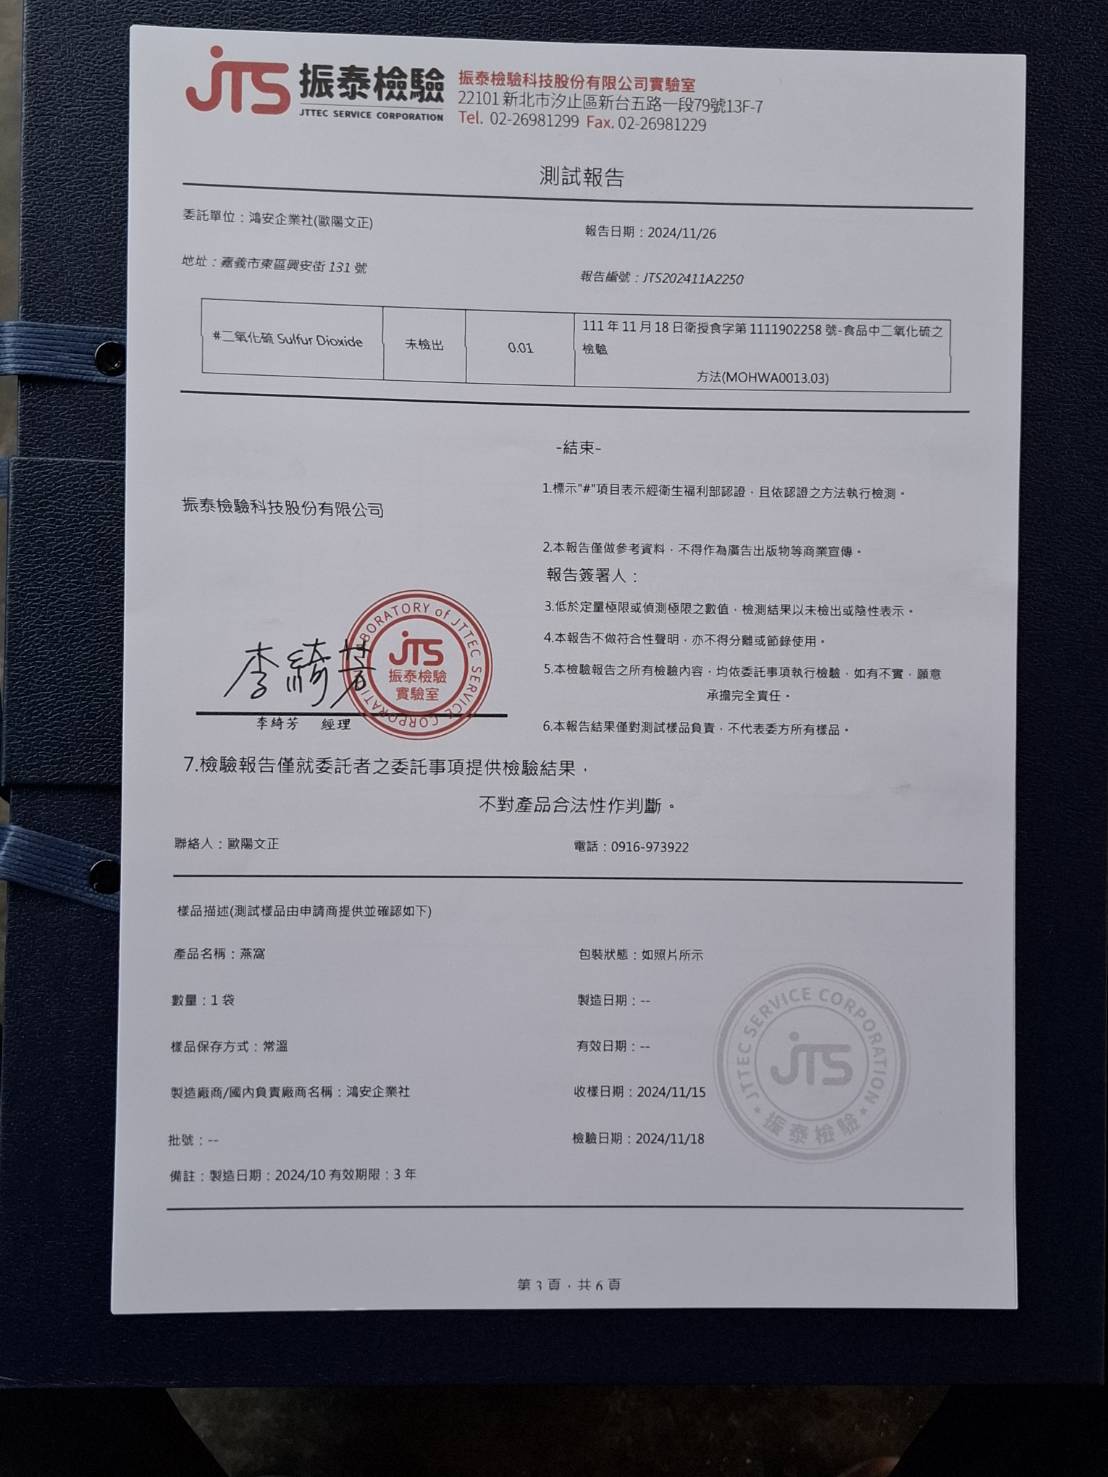 JTS 振泰檢驗
JTTEC SERVICE CORPORATION
振泰檢驗科技股份有限公司實驗室
22101 新北市汐止區新台五路一段79號13F-7
Tel. 02-26981299 Fax. 02-26981229
測試報告
委託單位：鴻安企業社(歐陽文正)
報告日期：2024/11/26
地址：嘉義市東區興安街 131 號
報告編號：JTS202411A2250
#二氧化硫 Sulfur Dioxide
未檢出
0.01
111 年 11 月 18 日衛授食字第 1111902258 號-食品中二氧化硫之
檢驗
方法(MOHWA0013.03)
-結束-
振泰檢驗科技股份有限公司
1.標示"#"項目表示經衛生福利部認證，且依認證之方法執行檢測。
2.本報告僅做參考資料，不得作為廣告出版物等商業宣傳。
報告簽署人：
3.低於定量極限或偵測極限之數值，檢測結果以未檢出或陰性表示。
4.本報告不做符合性聲明，亦不得分離或節錄使用。
5.本檢驗報告之所有檢驗內容，均依委託事項執行檢驗，如有不實，願意
承擔完全責任。
6.本報告結果僅對測試樣品負責，不代表委方所有樣品。
李綺芳
LABORATORY of JTTEC SERVICE CORPORATION
JTS
振泰檢驗
實驗室
李綺芳 經理
7.檢驗報告僅就委託者之委託事項提供檢驗結果，
不對產品合法性作判斷。
聯絡人：歐陽文正
電話：0916-973922
樣品描述(測試樣品由申請商提供並確認如下)
產品名稱：燕窩
包裝狀態：如照片所示
數量：1 袋
製造日期：--
樣品保存方式：常溫
有效日期：--
製造廠商/國內負責廠商名稱：鴻安企業社
收樣日期：2024/11/15
批號：--
檢驗日期：2024/11/18
備註：製造日期：2024/10 有效期限：3 年
JTTEC SERVICE CORPORATION
JTS
振泰檢驗
第 3 頁，共 6 頁